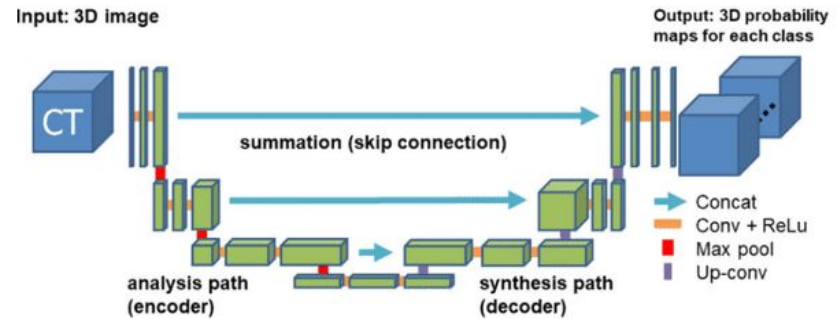 Input: 3D image
Output: 3D probability
maps for each class
CT
summation (skip connection)
Concat
Conv + ReLu
Max pool
Up-conv
analysis path
(encoder)
synthesis path
(decoder)